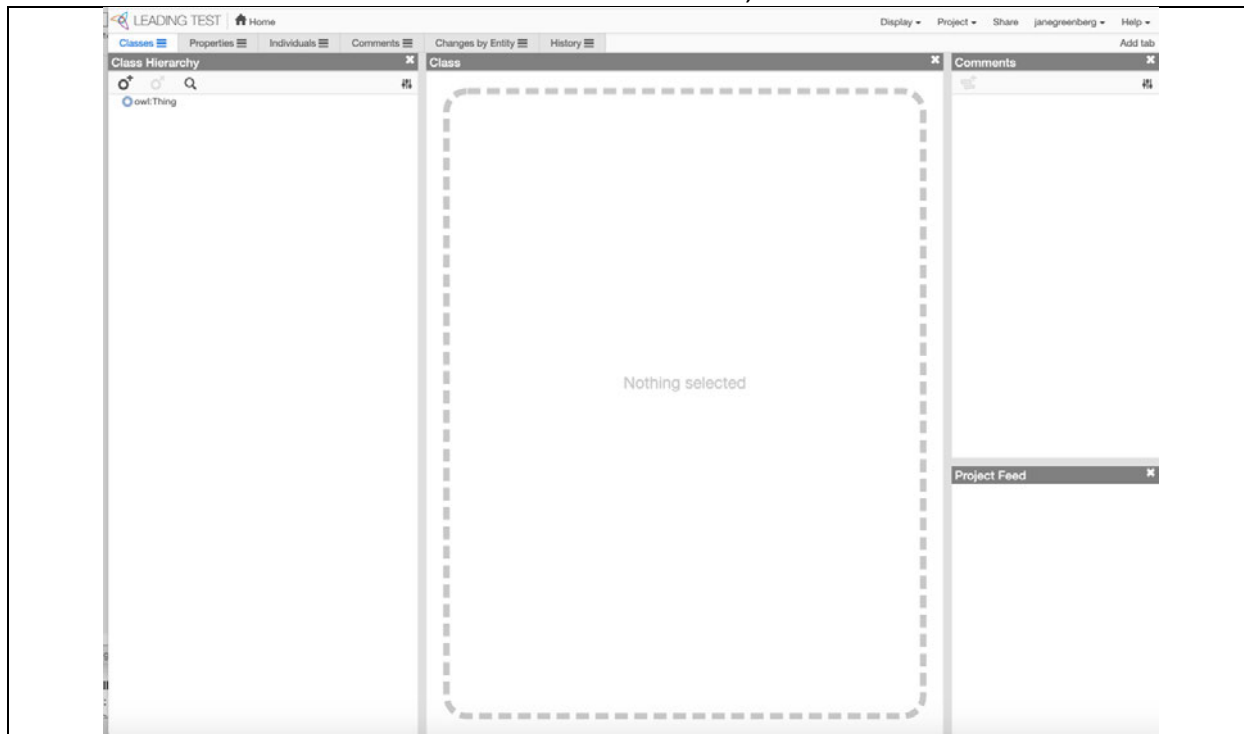 LEADING TEST Home Display Project Share janegreenberg Help
Classes Properties Individuals Comments Changes by Entity History Add tab
Class Hierarchy
owl:Thing
Class
Nothing selected
Comments
Project Feed